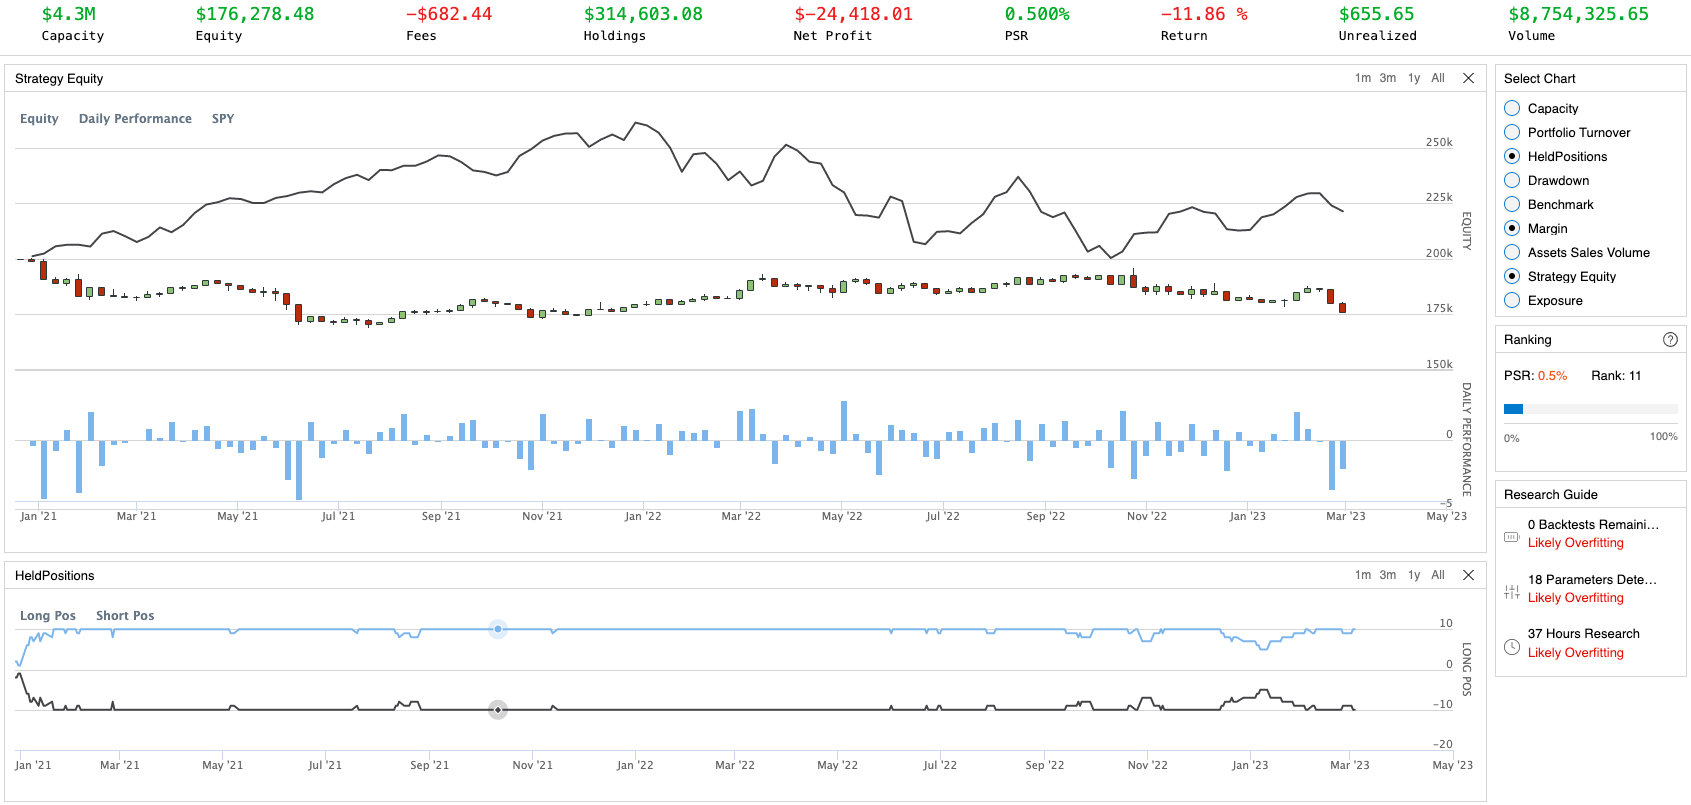 $4.3M $176,278.48 -$682.44 $314,603.08 $-24,418.01 0.500% -11.86 % $655.65 $8,754,325.65
Capacity Equity Fees Holdings Net Profit PSR Return Unrealized Volume
Strategy Equity 1m 3m 1y All
Equity Daily Performance SPY
250k
225k
200k
175k
150k
EQUITY
0
-5
DAILY PERFORMANCE
Jan '21 Mar '21 May '21 Jul '21 Sep '21 Nov '21 Jan '22 Mar '22 May '22 Jul '22 Sep '22 Nov '22 Jan '23 Mar '23 May '23
HeldPositions 1m 3m 1y All
Long Pos Short Pos
10
0
-10
-20
LONG POS
Jan '21 Mar '21 May '21 Jul '21 Sep '21 Nov '21 Jan '22 Mar '22 May '22 Jul '22 Sep '22 Nov '22 Jan '23 Mar '23 May '23
Select Chart
Capacity
Portfolio Turnover
HeldPositions
Drawdown
Benchmark
Margin
Assets Sales Volume
Strategy Equity
Exposure
Ranking ?
PSR: 0.5% Rank: 11
0% 100%
Research Guide
0 Backtests Remaini...
Likely Overfitting
18 Parameters Dete...
Likely Overfitting
37 Hours Research
Likely Overfitting